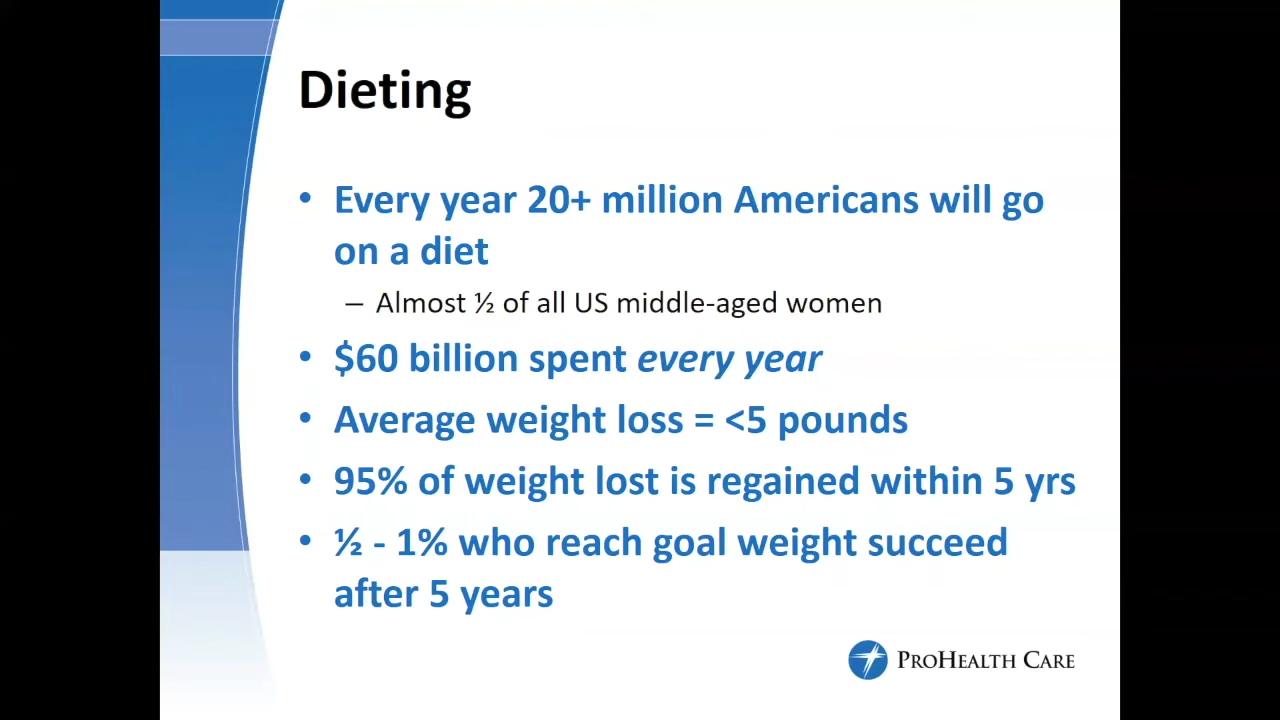 Dieting
• Every year 20+ million Americans will go
on a diet
– Almost ½ of all US middle-aged women
• $60 billion spent every year
• Average weight loss = <5 pounds
• 95% of weight lost is regained within 5 yrs
• ½ - 1% who reach goal weight succeed
after 5 years
PROHEALTH CARE